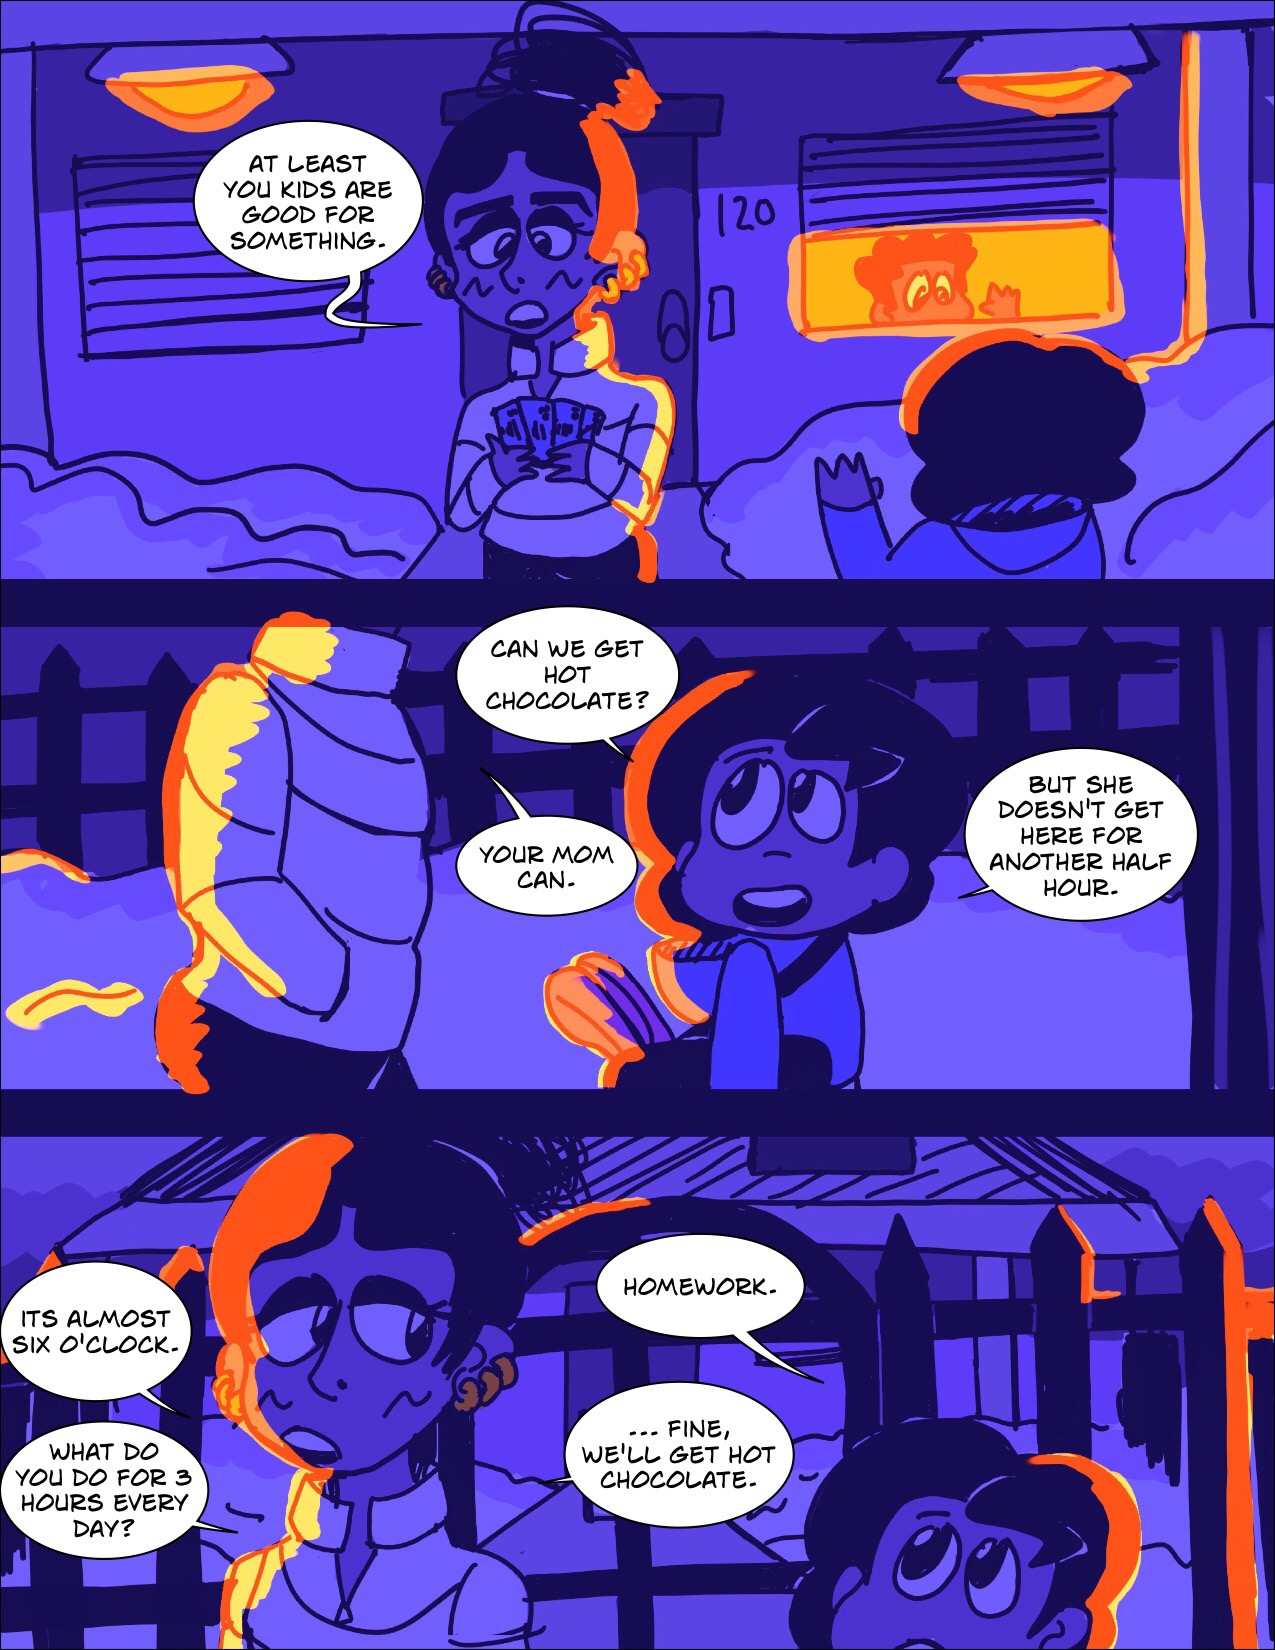 AT LEAST
YOU KIDS ARE
GOOD FOR
SOMETHING.
120
CAN WE GET
HOT
CHOCOLATE?
YOUR MOM
CAN.
BUT SHE
DOESN'T GET
HERE FOR
ANOTHER HALF
HOUR.
ITS ALMOST
SIX O'CLOCK.
WHAT DO
YOU DO FOR 3
HOURS EVERY
DAY?
HOMEWORK.
... FINE,
WE'LL GET HOT
CHOCOLATE.